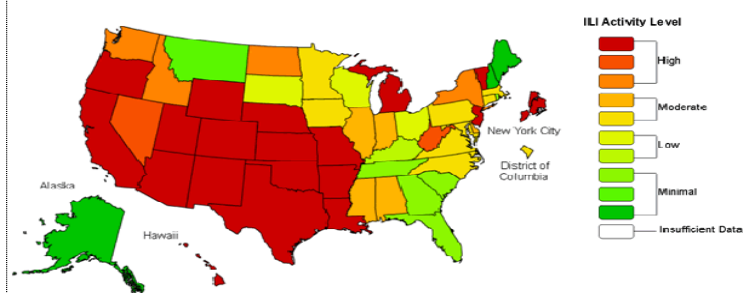 ILI Activity Level
High
Moderate
Low
Minimal
Insufficient Data
New York City
District of
Columbia
Alaska
Hawaii